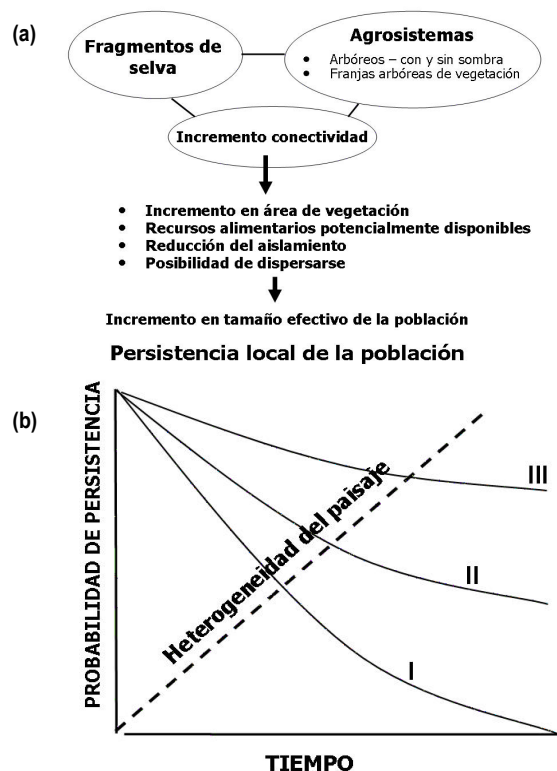 (a)
Fragmentos de
selva
Agrosistemas
• Arbóreos – con y sin sombra
• Franjas arbóreas de vegetación
Incremento conectividad
• Incremento en área de vegetación
• Recursos alimentarios potencialmente disponibles
• Reducción del aislamiento
• Posibilidad de dispersarse
Incremento en tamaño efectivo de la población
Persistencia local de la población
(b)
PROBABILIDAD DE PERSISTENCIA
Heterogeneidad del paisaje
III
II
I
TIEMPO